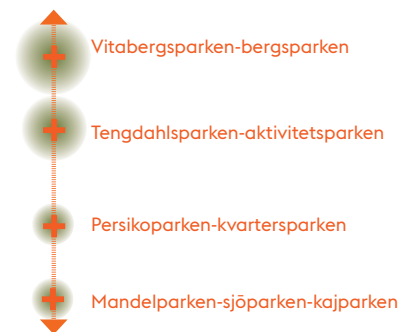 Vitabergsparken-bergsparken
Tengdahlsparken-aktivitetsparken
Persikoparken-kvartersparken
Mandelparken-sjöparken-kajparken